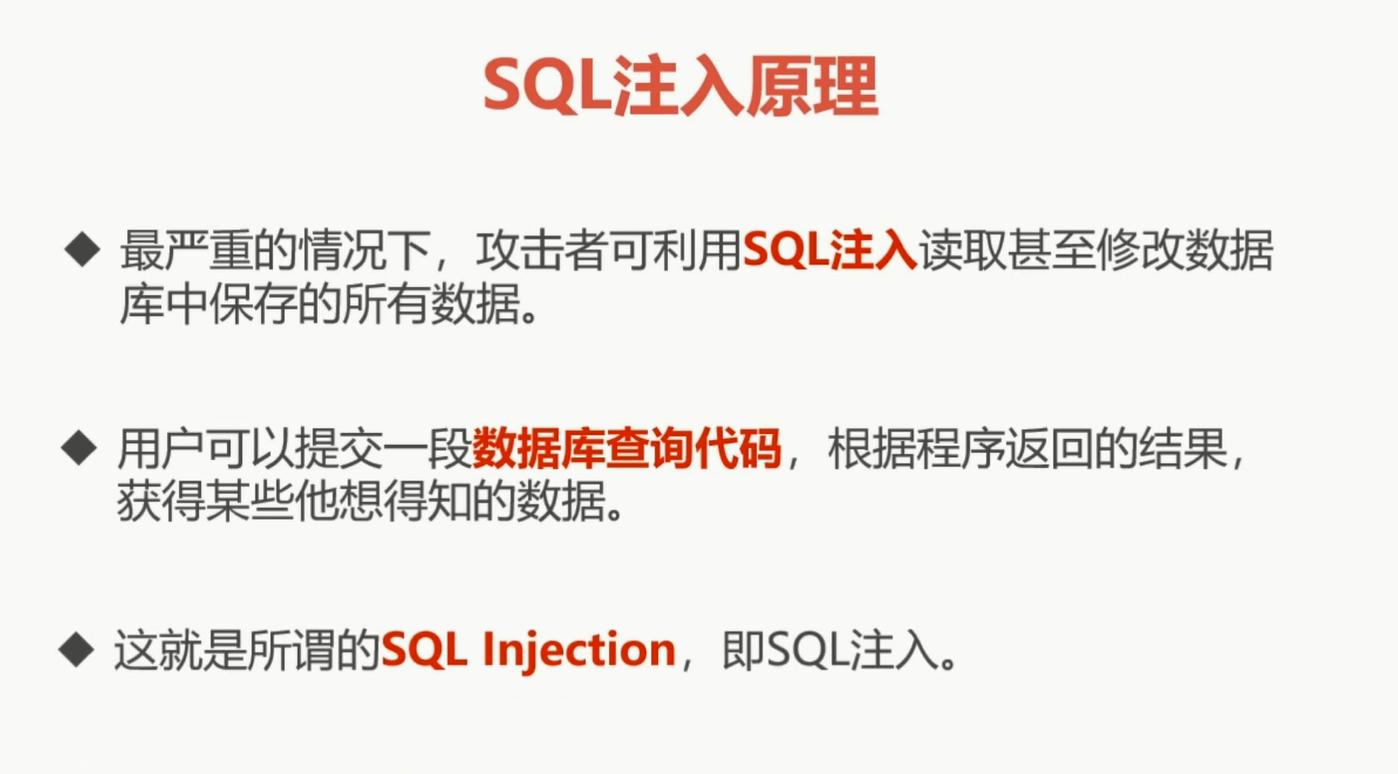 SQL注入原理
◆ 最严重的情况下，攻击者可利用SQL注入读取甚至修改数据
库中保存的所有数据。
◆ 用户可以提交一段数据库查询代码，根据程序返回的结果，
获得某些他想得知的数据。
◆ 这就是所谓的SQL Injection，即SQL注入。